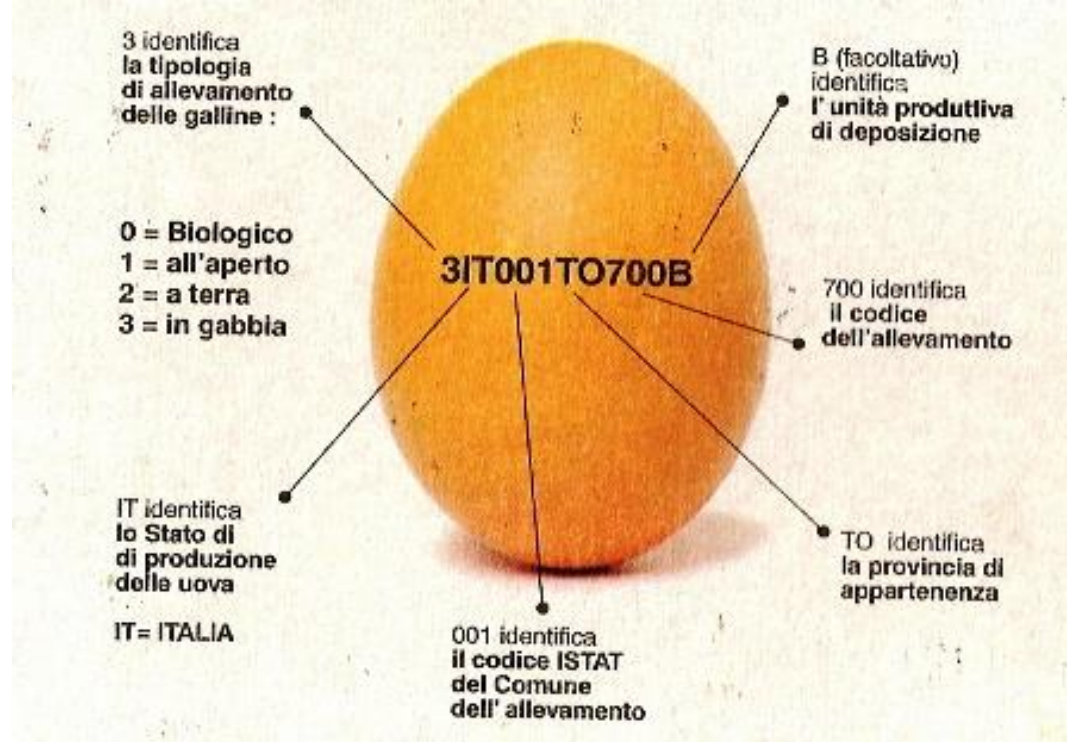 3 identifica
la tipologia
di allevamento
delle galline :
0 = Biologico
1 = all'aperto
2 = a terra
3 = in gabbia
IT identifica
lo Stato di
di produzione
delle uova
IT= ITALIA
3IT001TO700B
001 identifica
il codice ISTAT
del Comune
dell' allevamento
B (facoltativo)
identifica
l' unità produttiva
di deposizione
700 identifica
il codice
dell'allevamento
TO identifica
la provincia di
appartenenza